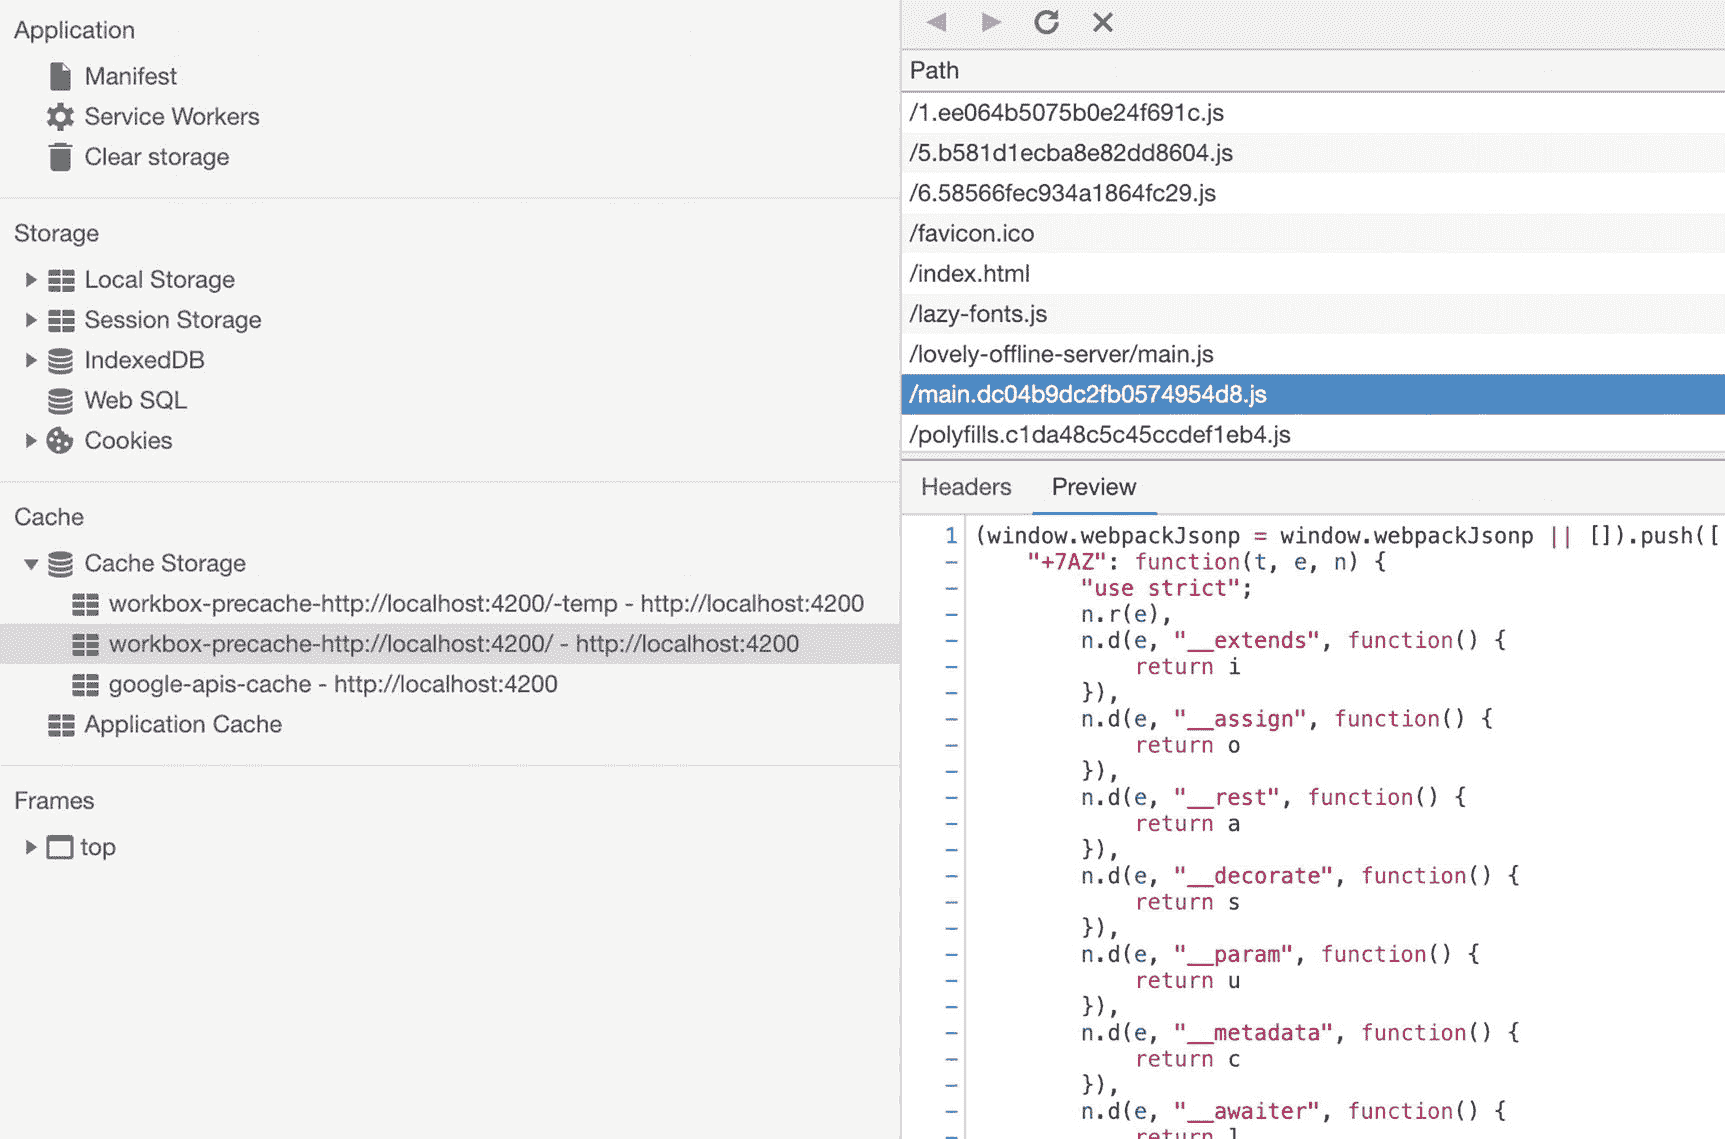 Application
Manifest
Service Workers
Clear storage
Storage
Local Storage
Session Storage
IndexedDB
Web SQL
Cookies
Cache
Cache Storage
workbox-precache-http://localhost:4200/-temp - http://localhost:4200
workbox-precache-http://localhost:4200/ - http://localhost:4200
google-apis-cache - http://localhost:4200
Application Cache
Frames
top
Path
/1.ee064b5075b0e24f691c.js
/5.b581d1ecba8e82dd8604.js
/6.58566fec934a1864fc29.js
/favicon.ico
/index.html
/lazy-fonts.js
/lovely-offline-server/main.js
/main.dc04b9dc2fb0574954d8.js
/polyfills.c1da48c5c45ccdef1eb4.js
Headers Preview
1 (window.webpackJsonp = window.webpackJsonp || []).push([
- "+7AZ": function(t, e, n) {
- "use strict";
- n.r(e),
- n.d(e, "__extends", function() {
- return i
- }),
- n.d(e, "__assign", function() {
- return o
- }),
- n.d(e, "__rest", function() {
- return a
- }),
- n.d(e, "__decorate", function() {
- return s
- }),
- n.d(e, "__param", function() {
- return u
- }),
- n.d(e, "__metadata", function() {
- return c
- }),
- n.d(e, "__awaiter", function() {
- return l